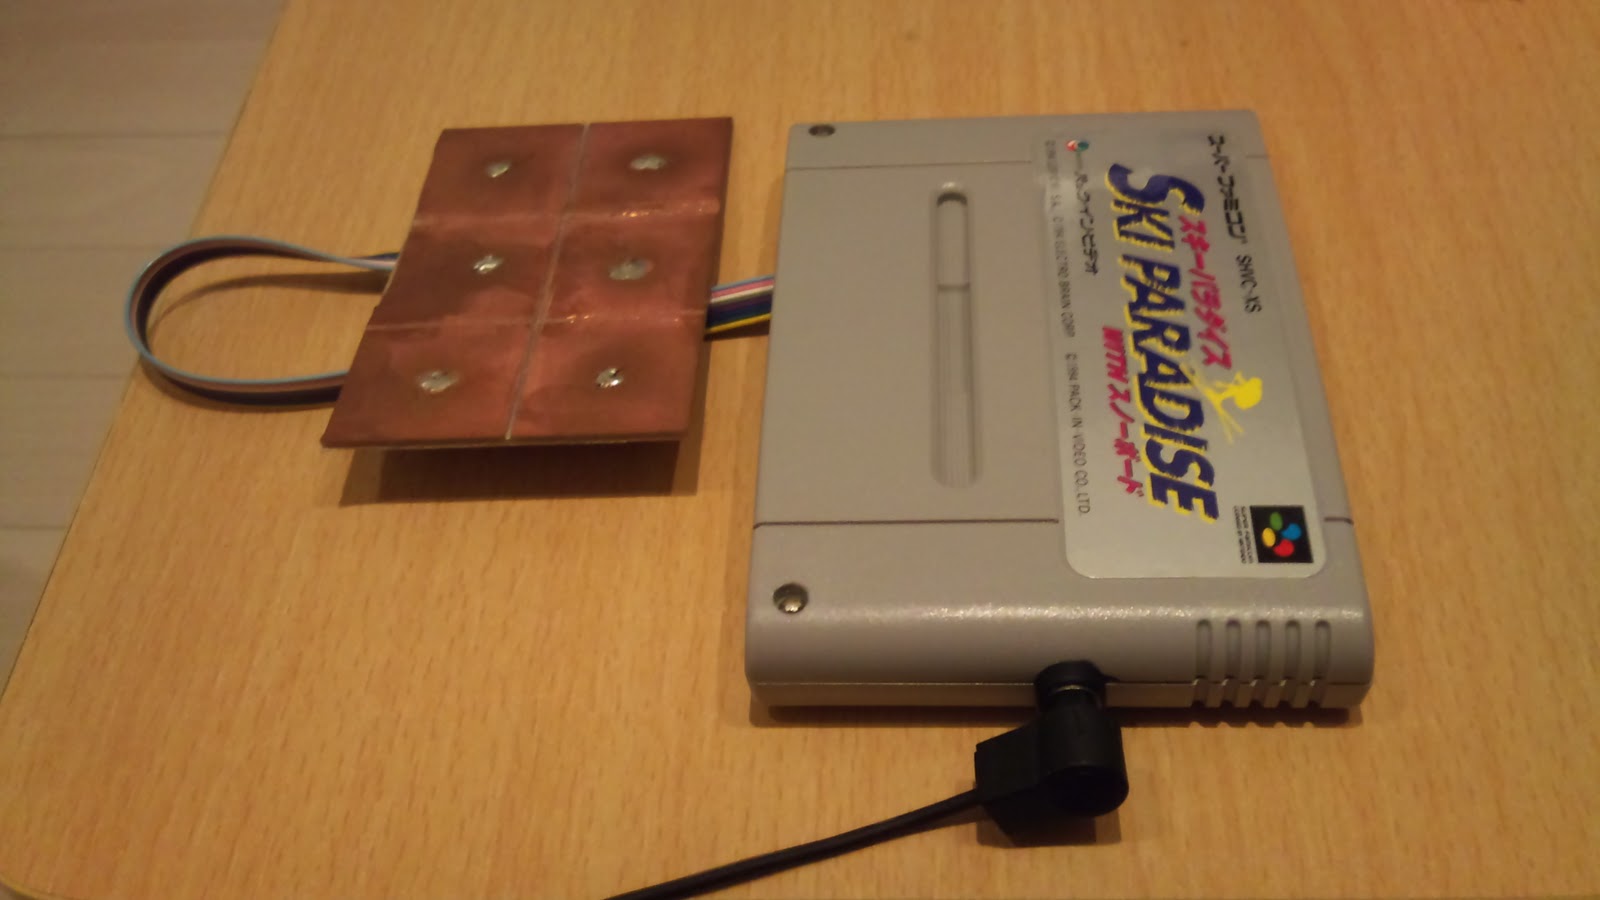 スーパーファミコン SHVC-XS
スキーパラダイス
SKI PARADISE
WITH スノーボード
パック・イン・ビデオ
©1994 ELECTRO BRAIN CORP. ©1994 PACK IN VIDEO CO., LTD.